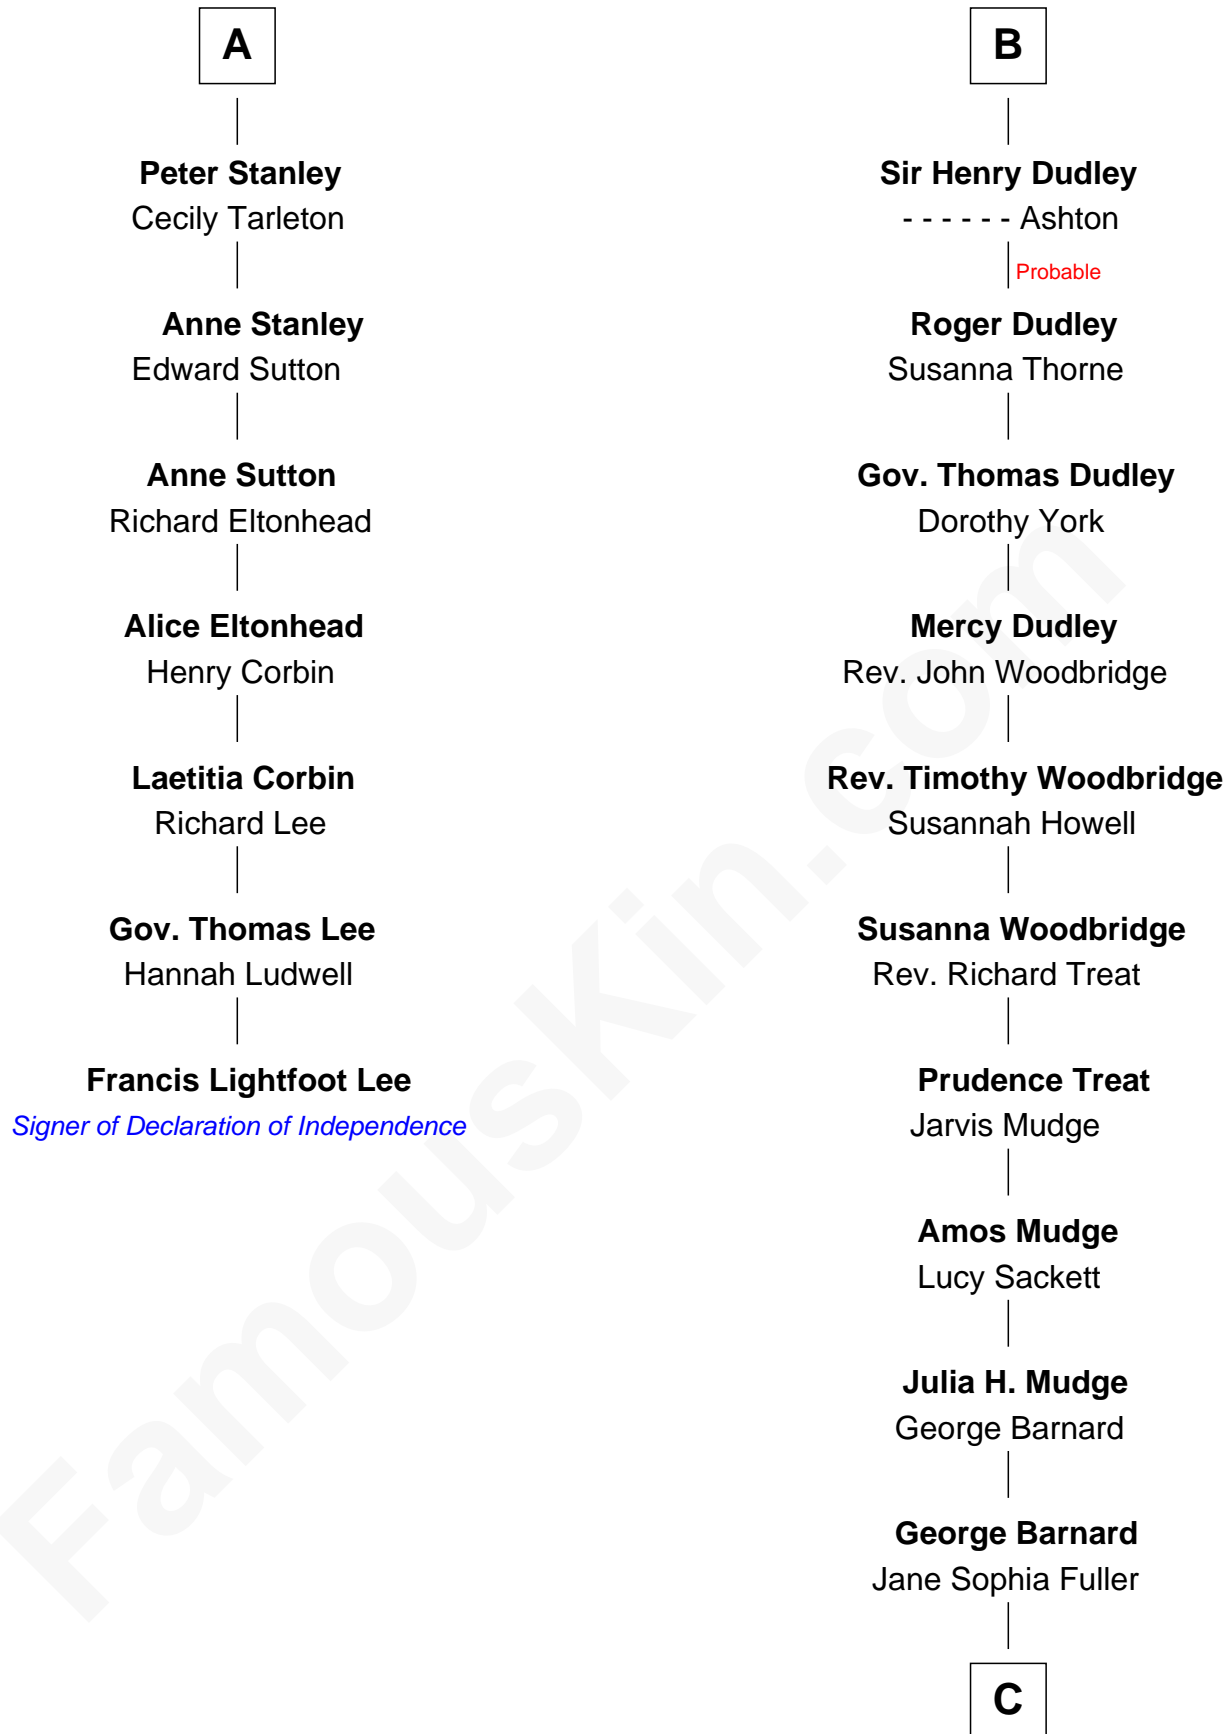 A
Peter Stanley
Cecily Tarleton
Anne Stanley
Edward Sutton
Anne Sutton
Richard Eltonhead
Alice Eltonhead
Henry Corbin
Laetitia Corbin
Richard Lee
Gov. Thomas Lee
Hannah Ludwell
Francis Lightfoot Lee
Signer of Declaration of Independence
B
Sir Henry Dudley
- - - - - - Ashton
Probable
Roger Dudley
Susanna Thorne
Gov. Thomas Dudley
Dorothy York
Mercy Dudley
Rev. John Woodbridge
Rev. Timothy Woodbridge
Susannah Howell
Susanna Woodbridge
Rev. Richard Treat
Prudence Treat
Jarvis Mudge
Amos Mudge
Lucy Sackett
Julia H. Mudge
George Barnard
George Barnard
Jane Sophia Fuller
C
FamousKin.com